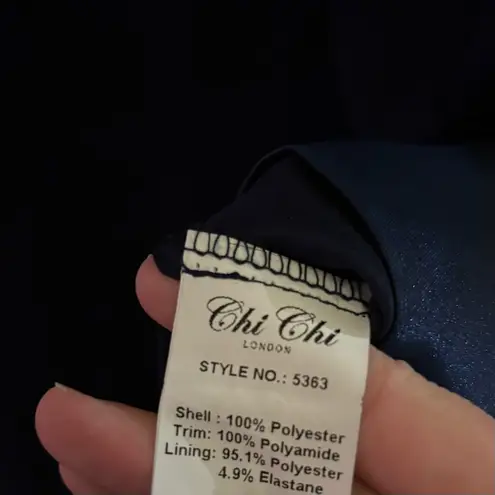 Chi Chi
LONDON
STYLE NO.: 5363
Shell : 100% Polyester
Trim: 100% Polyamide
Lining: 95.1% Polyester
4.9% Elastane